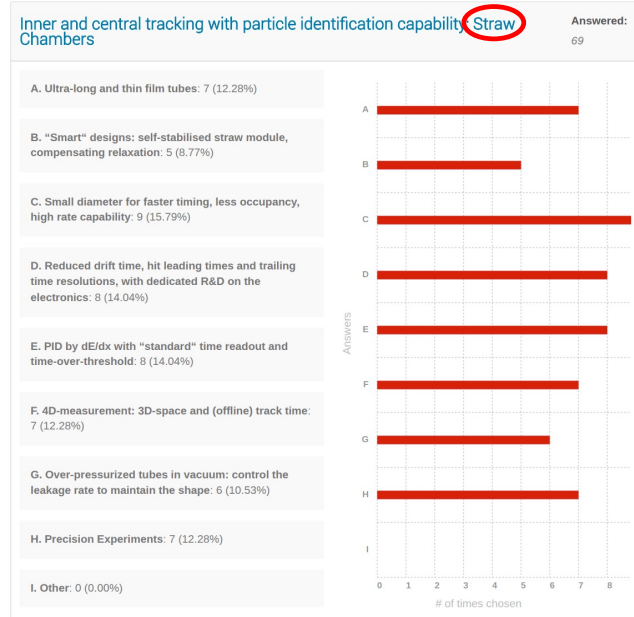 Inner and central tracking with particle identification capability: Straw
Chambers
Answered:
69
A. Ultra-long and thin film tubes: 7 (12.28%)
B. “Smart“ designs: self-stabilised straw module,
compensating relaxation: 5 (8.77%)
C. Small diameter for faster timing, less occupancy,
high rate capability: 9 (15.79%)
D. Reduced drift time, hit leading times and trailing
time resolutions, with dedicated R&D on the
electronics: 8 (14.04%)
E. PID by dE/dx with “standard“ time readout and
time-over-threshold: 8 (14.04%)
F. 4D-measurement: 3D-space and (offline) track time:
7 (12.28%)
G. Over-pressurized tubes in vacuum: control the
leakage rate to maintain the shape: 6 (10.53%)
H. Precision Experiments: 7 (12.28%)
I. Other: 0 (0.00%)
Answers
A
B
C
D
E
F
G
H
I
0 1 2 3 4 5 6 7 8
# of times chosen